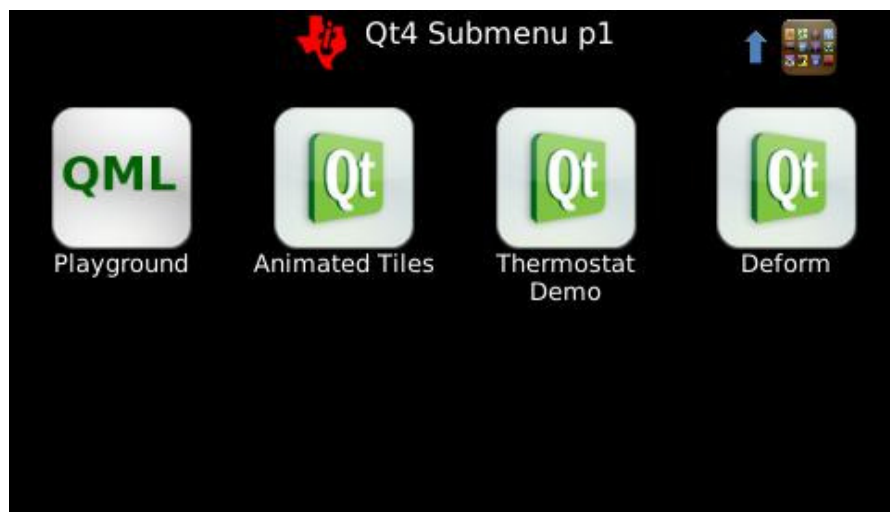 Qt4 Submenu p1
QML
Qt
Qt
Qt
Playground
Animated Tiles
Thermostat
Demo
Deform